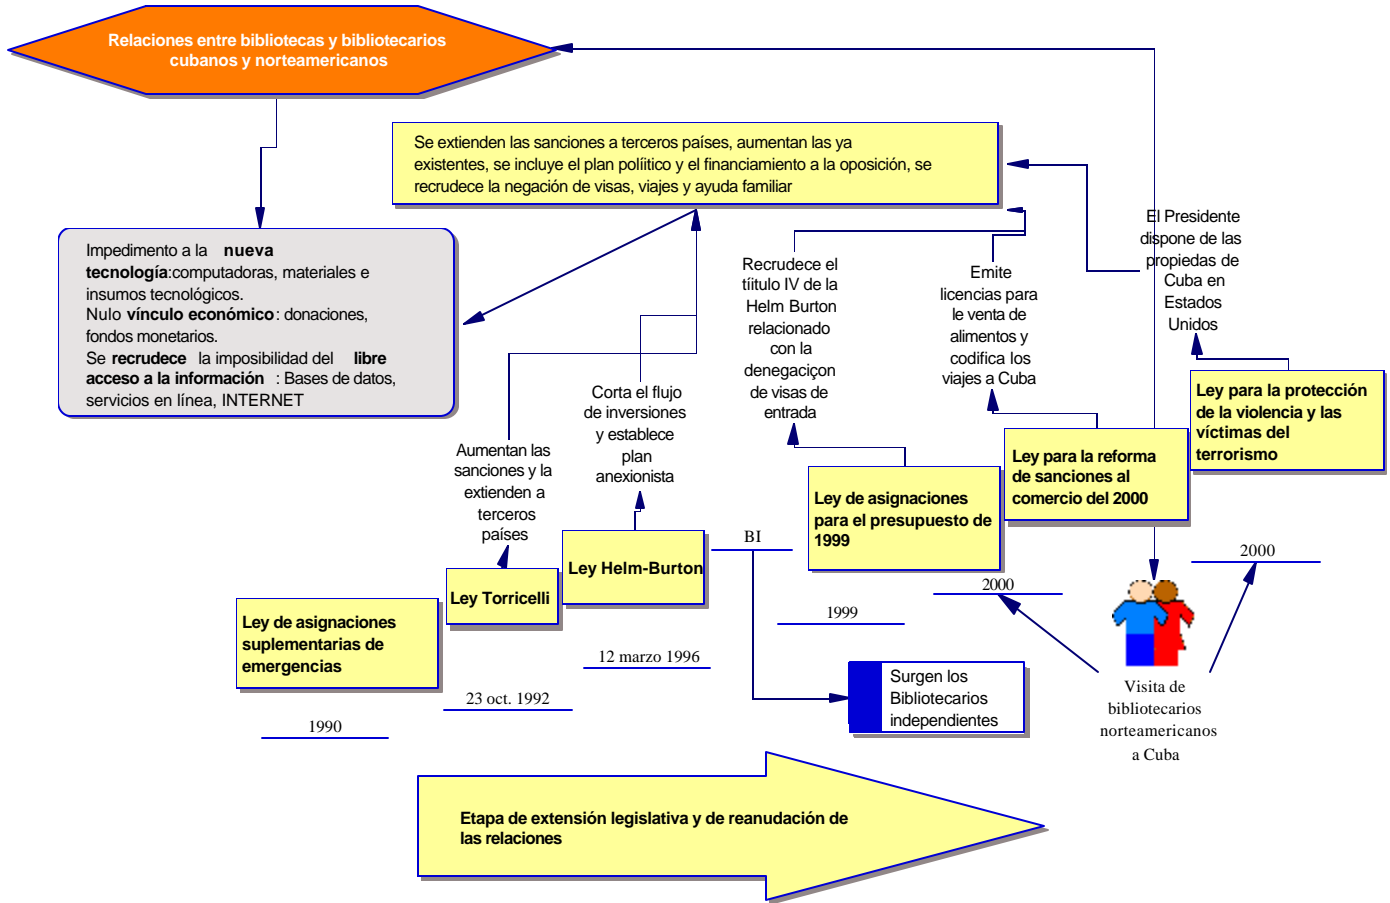 Relaciones entre bibliotecas y bibliotecarios
cubanos y norteamericanos
Se extienden las sanciones a terceros países, aumentan las ya
existentes, se incluye el plan políitico y el financiamiento a la oposición, se
recrudece la negación de visas, viajes y ayuda familiar
Impedimento a la nueva
tecnología:computadoras, materiales e
insumos tecnológicos.
Nulo vínculo económico: donaciones,
fondos monetarios.
Se recrudece la imposibilidad del libre
acceso a la información : Bases de datos,
servicios en línea, INTERNET
Aumentan las
sanciones y la
extienden a
terceros
países
Corta el flujo
de inversiones
y establece
plan
anexionista
Recrudece el
tíitulo IV de la
Helm Burton
relacionado
con la
denegaciçon
de visas de
entrada
Emite
licencias para
le venta de
alimentos y
codifica los
viajes a Cuba
El Presidente
dispone de las
propiedas de
Cuba en
Estados
Unidos
Ley de asignaciones
suplementarias de
emergencias
Ley Torricelli
Ley Helm-Burton
BI
Ley de asignaciones
para el presupuesto de
1999
Ley para la reforma
de sanciones al
comercio del 2000
Ley para la protección
de la violencia y las
víctimas del
terrorismo
1990
23 oct. 1992
12 marzo 1996
1999
2000
2000
Surgen los
Bibliotecarios
independientes
Visita de
bibliotecarios
norteamericanos
a Cuba
Etapa de extensión legislativa y de reanudación de
las relaciones